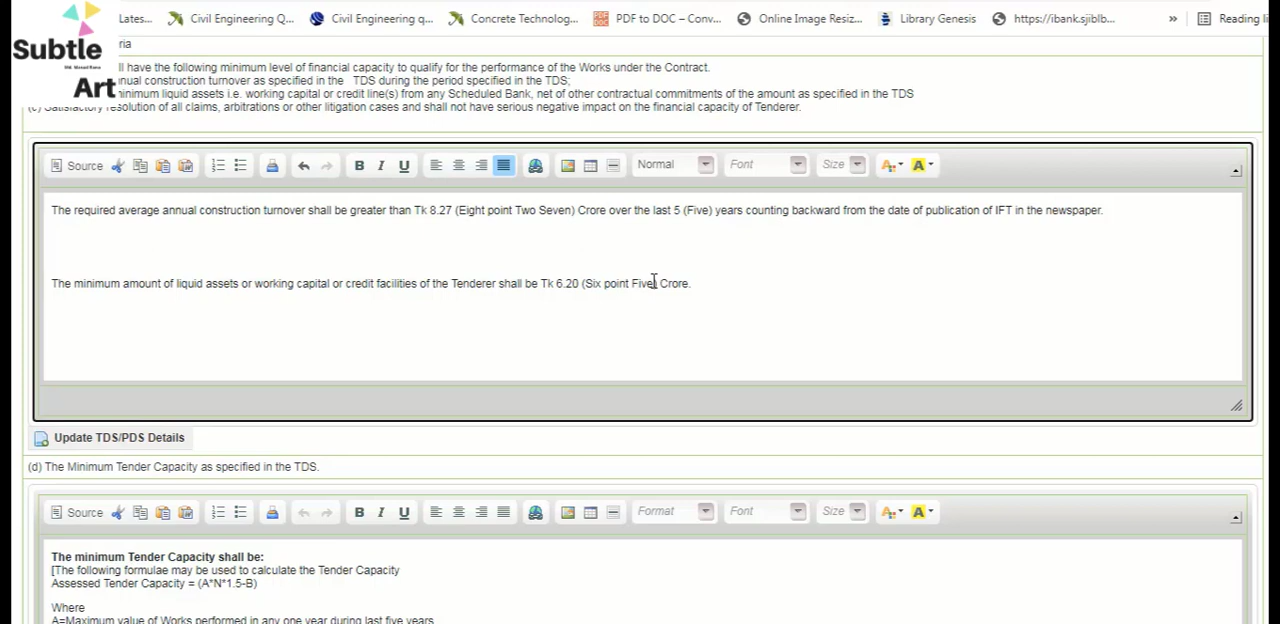 Lates...
Civil Engineering Q...
Civil Engineering q...
Concrete Technolog...
PDF to DOC – Conv...
Online Image Resiz...
Library Genesis
https://ibank.sjiblb...
»
Reading li
Subtle
Art
ria
ll have the following minimum level of financial capacity to qualify for the performance of the Works under the Contract.
nnual construction turnover as specified in the TDS during the period specified in the TDS;
minimum liquid assets i.e. working capital or credit line(s) from any Scheduled Bank, net of other contractual commitments of the amount as specified in the TDS
(c) Satisfactory resolution of all claims, arbitrations or other litigation cases and shall not have serious negative impact on the financial capacity of Tenderer.
Source B I U Normal Font Size A A
The required average annual construction turnover shall be greater than Tk 8.27 (Eight point Two Seven) Crore over the last 5 (Five) years counting backward from the date of publication of IFT in the newspaper.
The minimum amount of liquid assets or working capital or credit facilities of the Tenderer shall be Tk 6.20 (Six point Five) Crore.
Update TDS/PDS Details
(d) The Minimum Tender Capacity as specified in the TDS.
Source B I U Format Font Size A A
The minimum Tender Capacity shall be:
[The following formulae may be used to calculate the Tender Capacity
Assessed Tender Capacity = (A*N*1.5-B)
Where
A=Maximum value of Works performed in any one year during last five years